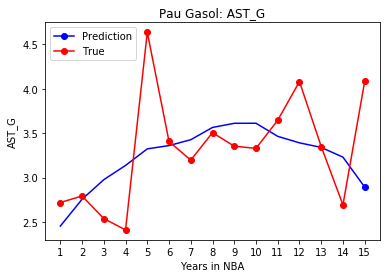 Pau Gasol: AST_G
Prediction
True
4.5
4.0
3.5
3.0
2.5
AST_G
1 2 3 4 5 6 7 8 9 10 11 12 13 14 15
Years in NBA